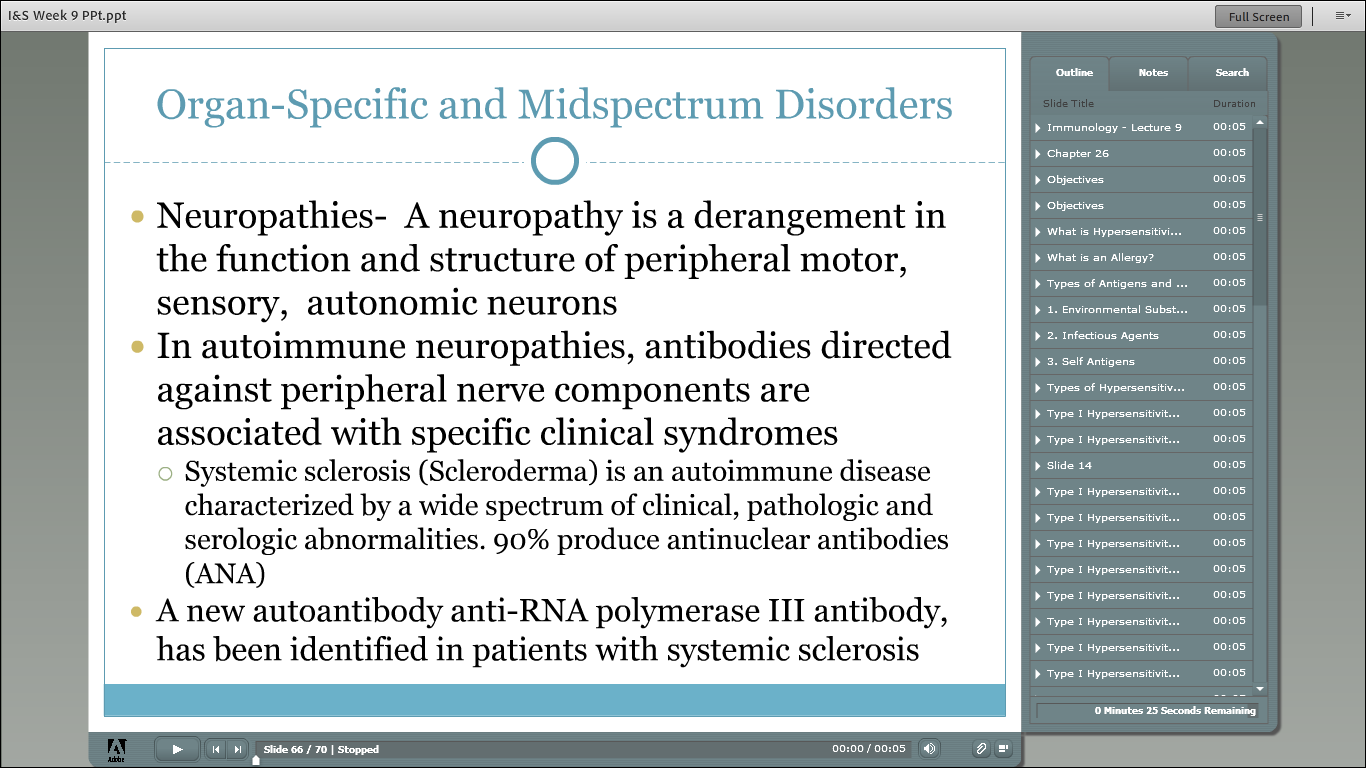 I&S Week 9 PPt.ppt
Full Screen
Organ-Specific and Midspectrum Disorders
Neuropathies- A neuropathy is a derangement in
the function and structure of peripheral motor,
sensory, autonomic neurons
In autoimmune neuropathies, antibodies directed
against peripheral nerve components are
associated with specific clinical syndromes
Systemic sclerosis (Scleroderma) is an autoimmune disease
characterized by a wide spectrum of clinical, pathologic and
serologic abnormalities. 90% produce antinuclear antibodies
(ANA)
A new autoantibody anti-RNA polymerase III antibody,
has been identified in patients with systemic sclerosis
Outline Notes Search
Slide Title Duration
Immunology - Lecture 9 00:05
Chapter 26 00:05
Objectives 00:05
Objectives 00:05
What is Hypersensitivi... 00:05
What is an Allergy? 00:05
Types of Antigens and ... 00:05
1. Environmental Subst... 00:05
2. Infectious Agents 00:05
3. Self Antigens 00:05
Types of Hypersensitiv... 00:05
Type I Hypersensitivit... 00:05
Type I Hypersensitivit... 00:05
Slide 14 00:05
Type I Hypersensitivit... 00:05
Type I Hypersensitivit... 00:05
Type I Hypersensitivit... 00:05
Type I Hypersensitivit... 00:05
Type I Hypersensitivit... 00:05
Type I Hypersensitivit... 00:05
Type I Hypersensitivit... 00:05
Type I Hypersensitivit... 00:05
0 Minutes 25 Seconds Remaining
Adobe
Slide 66 / 70 | Stopped 00:00 / 00:05